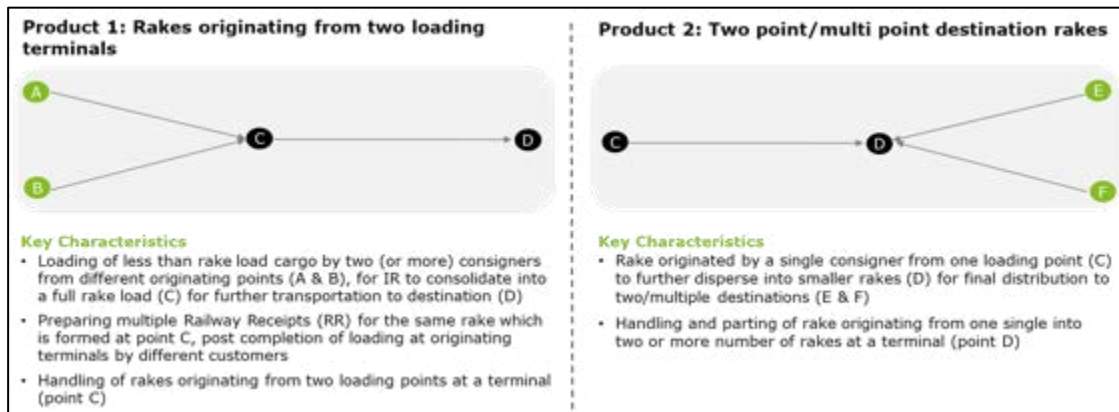 Product 1: Rakes originating from two loading
terminals
A
B
C
D
Key Characteristics
• Loading of less than rake load cargo by two (or more) consigners
from different originating points (A & B), for IR to consolidate into
a full rake load (C) for further transportation to destination (D)
• Preparing multiple Railway Receipts (RR) for the same rake which
is formed at point C, post completion of loading at originating
terminals by different customers
• Handling of rakes originating from two loading points at a terminal
(point C)
Product 2: Two point/multi point destination rakes
C
D
E
F
Key Characteristics
• Rake originated by a single consigner from one loading point (C)
to further disperse into smaller rakes (D) for final distribution to
two/multiple destinations (E & F)
• Handling and parting of rake originating from one single into
two or more number of rakes at a terminal (point D)